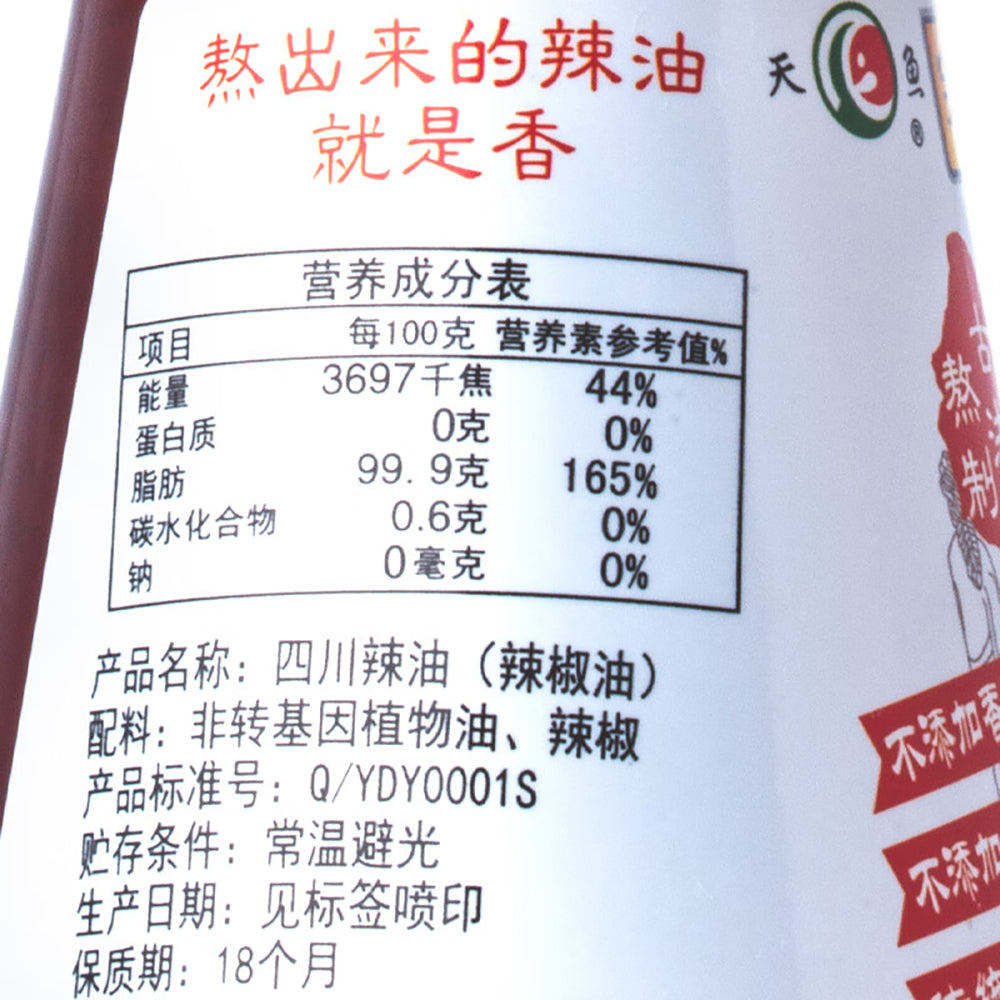 熬出来的辣油
就是香
天 鱼
®
营养成分表
项目 每100克 营养素参考值%
能量 3697千焦 44%
蛋白质 0克 0%
脂肪 99.9克 165%
碳水化合物 0.6克 0%
钠 0毫克 0%
产品名称：四川辣油（辣椒油）
配料：非转基因植物油、辣椒
产品标准号：Q/YDY0001S
贮存条件：常温避光
生产日期：见标签喷印
保质期：18个月
古
熬制
不添加香
不添加